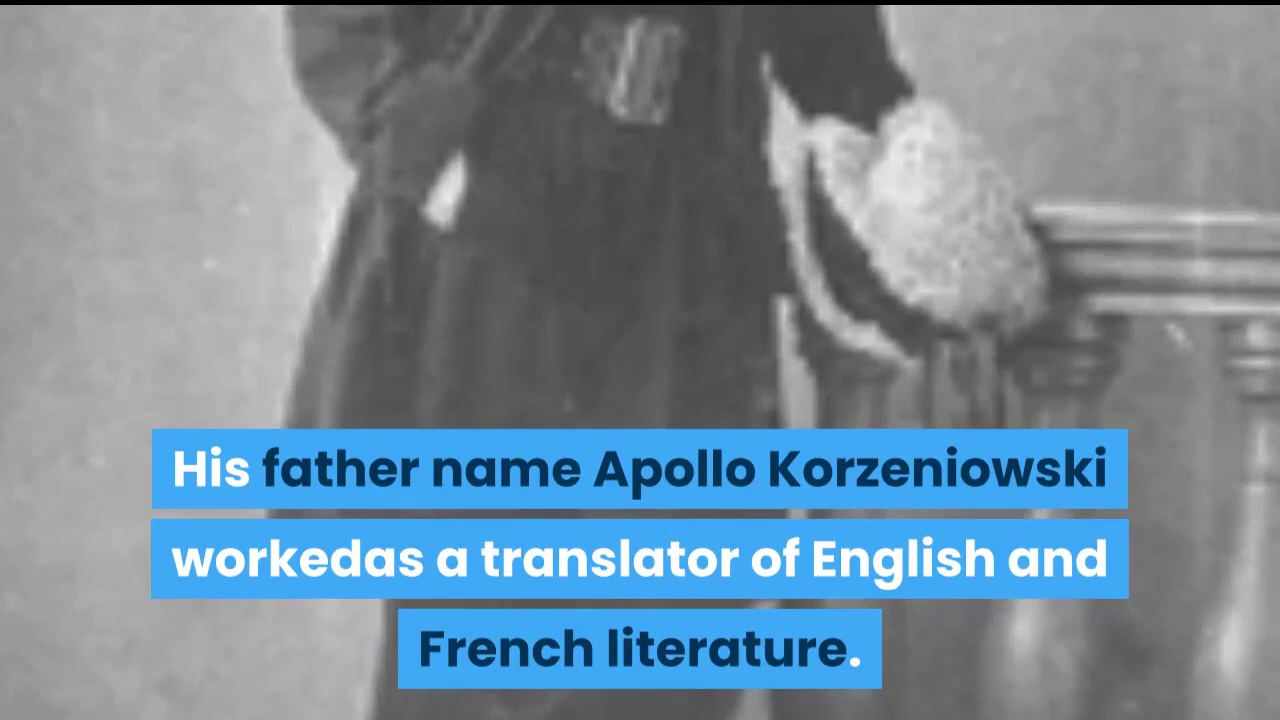 His father name Apollo Korzeniowski
workedas a translator of English and
French literature.